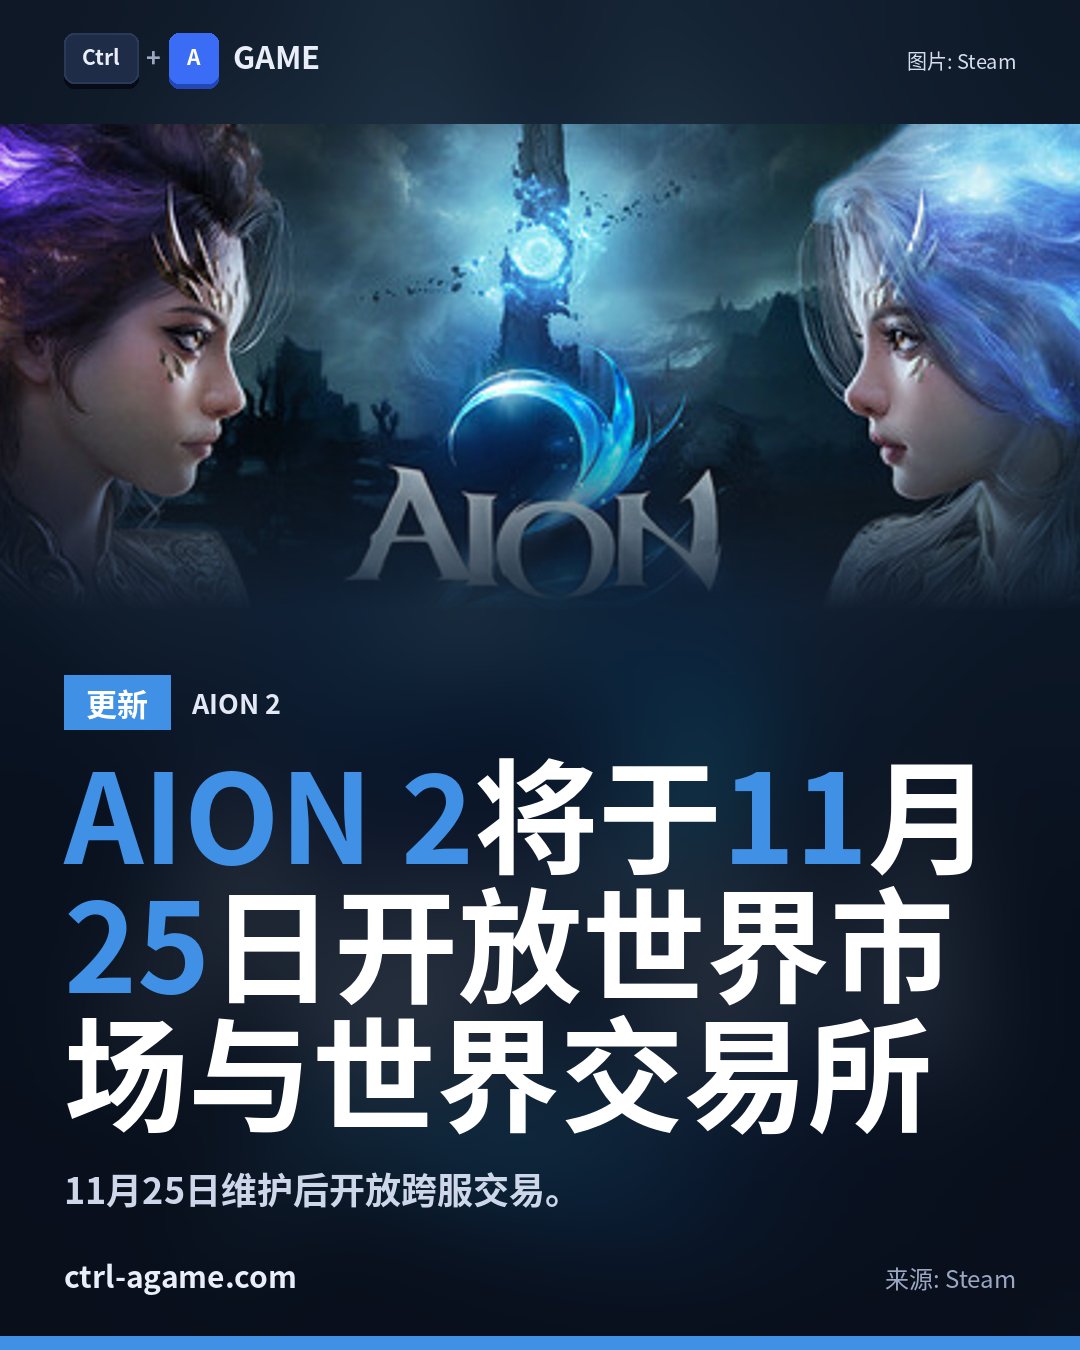 Ctrl + A GAME
图片: Steam
2
AION
更新 AION 2
AION 2将于11月
25日开放世界市
场与世界交易所
11月25日维护后开放跨服交易。
ctrl-agame.com
来源: Steam